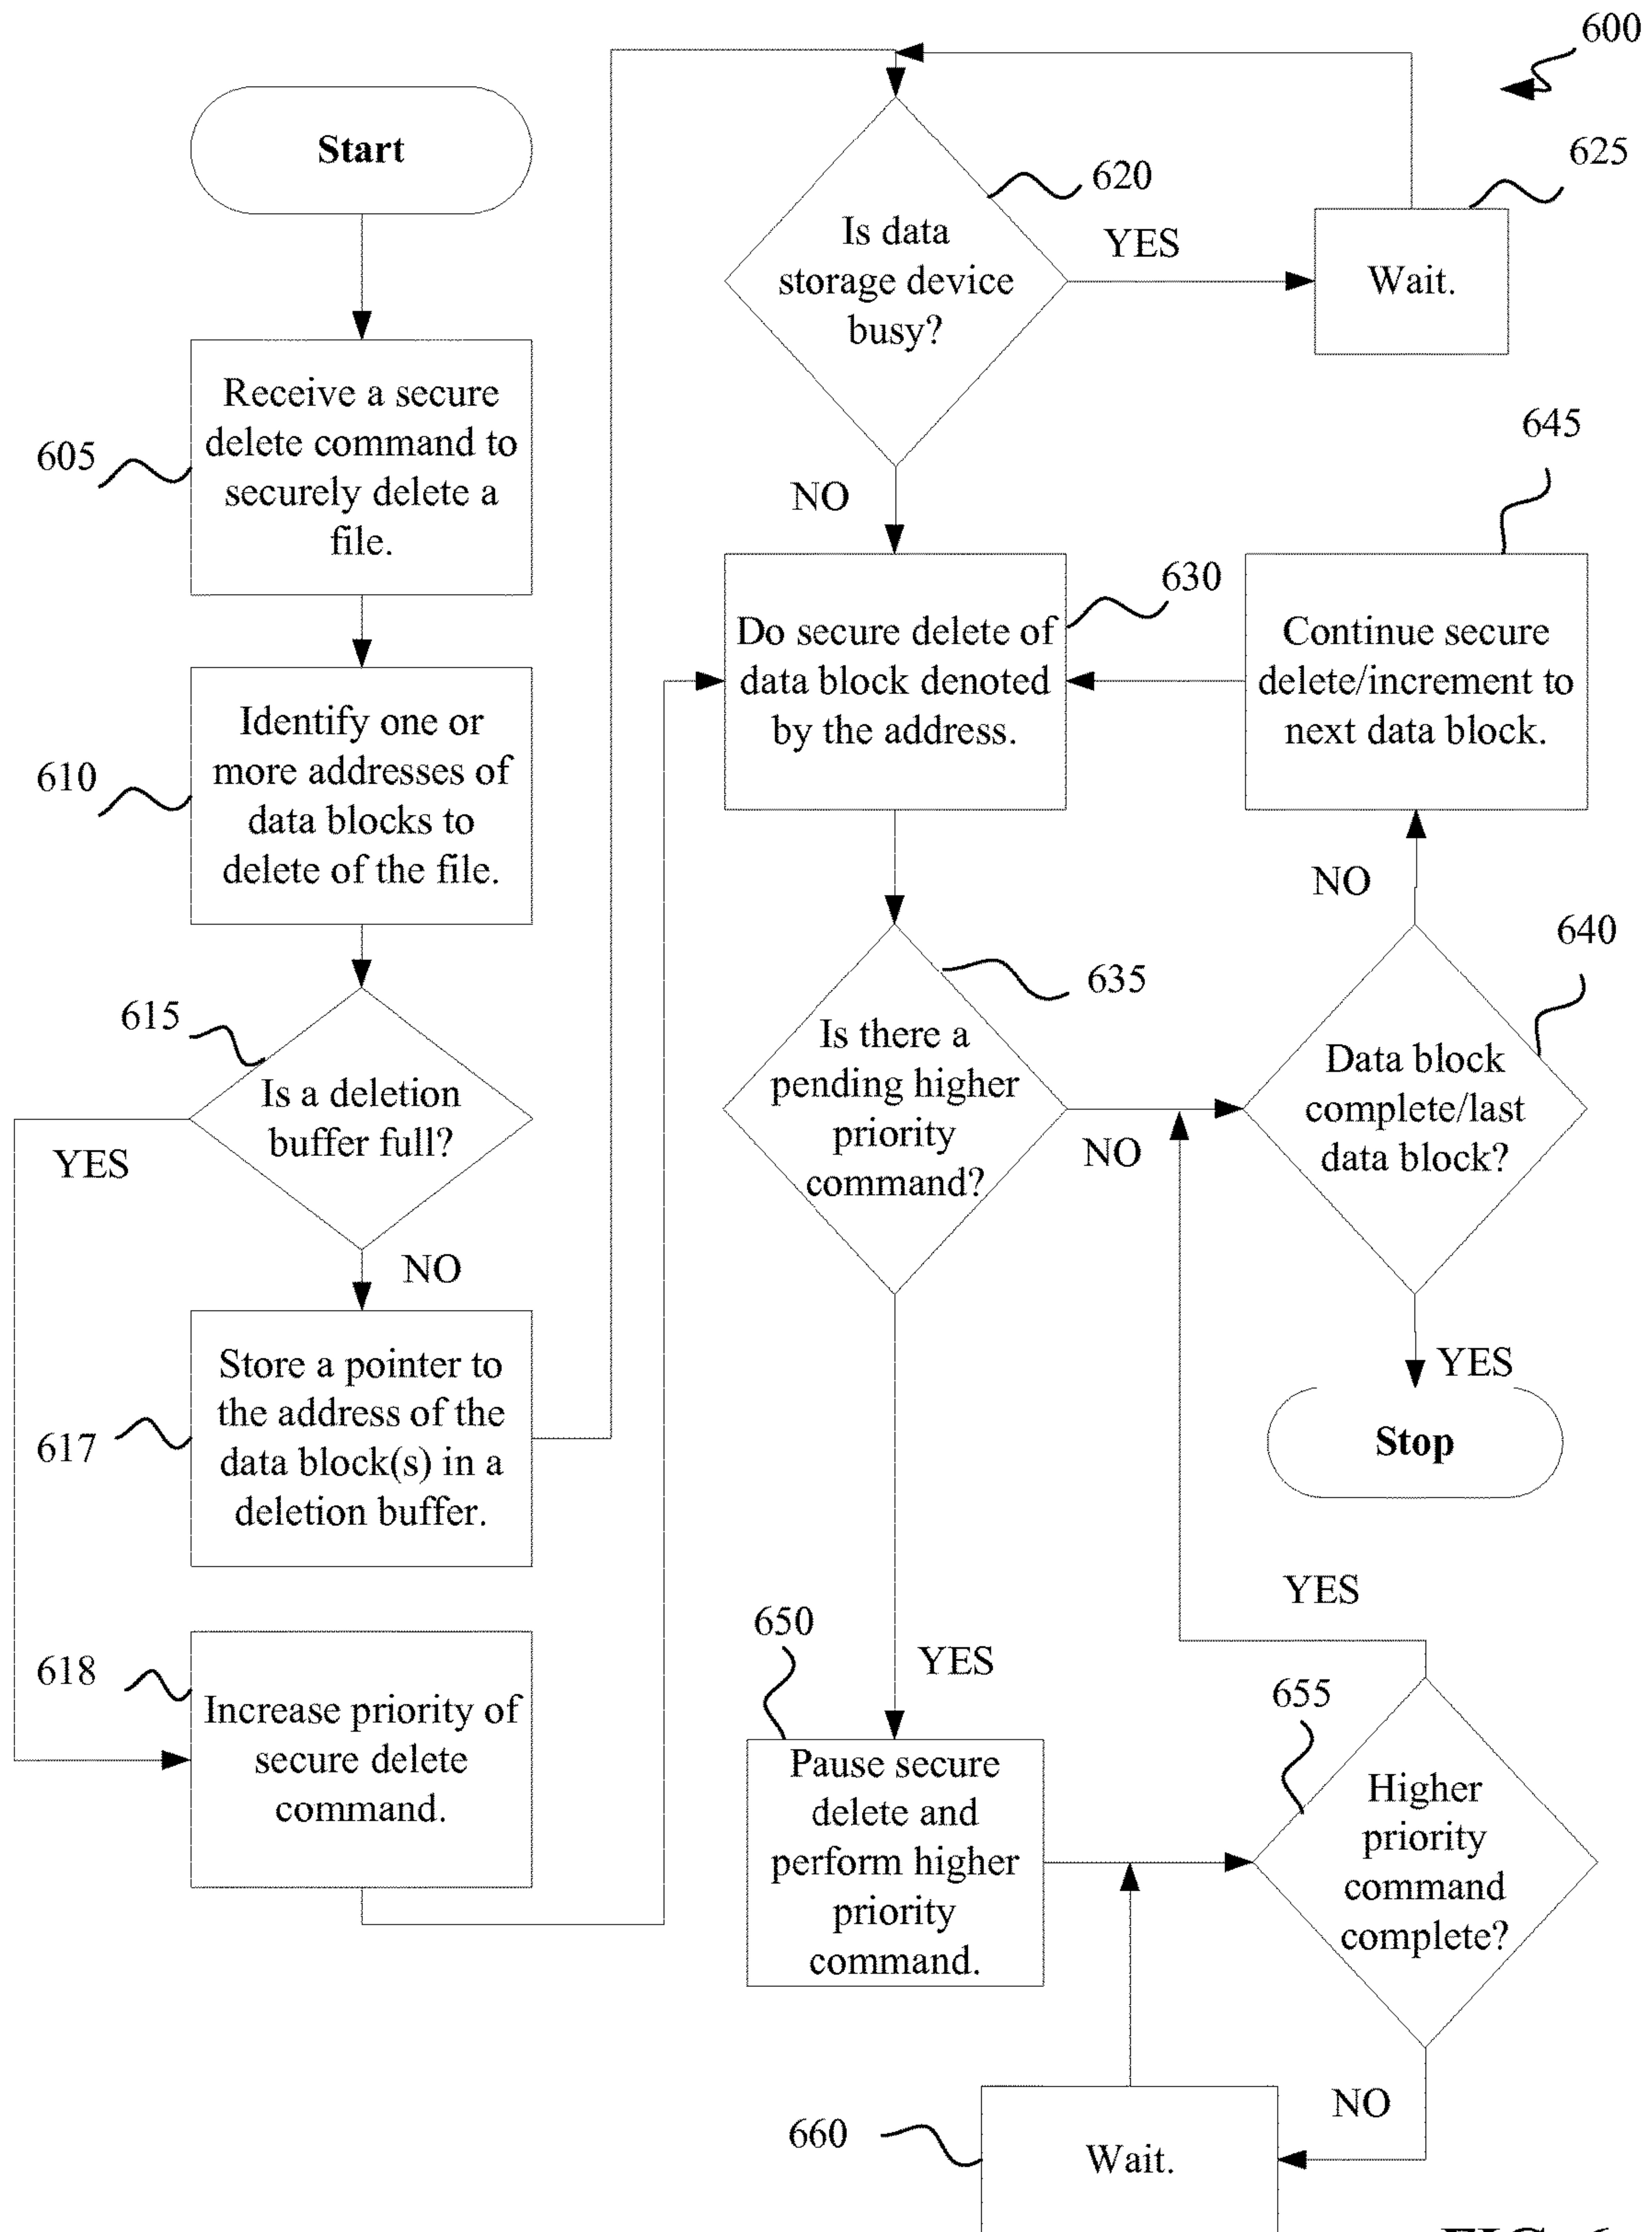 600
Start
605
Receive a secure
delete command to
securely delete a
file.
610
Identify one or
more addresses of
data blocks to
delete of the file.
615
Is a deletion
buffer full?
YES
NO
617
Store a pointer to
the address of the
data block(s) in a
deletion buffer.
618
Increase priority of
secure delete
command.
620
Is data
storage device
busy?
YES
625
Wait.
NO
630
Do secure delete of
data block denoted
by the address.
645
Continue secure
delete/increment to
next data block.
NO
635
Is there a
pending higher
priority
command?
NO
640
Data block
complete/last
data block?
YES
Stop
YES
650
Pause secure
delete and
perform higher
priority
command.
YES
655
Higher
priority
command
complete?
NO
660
Wait.